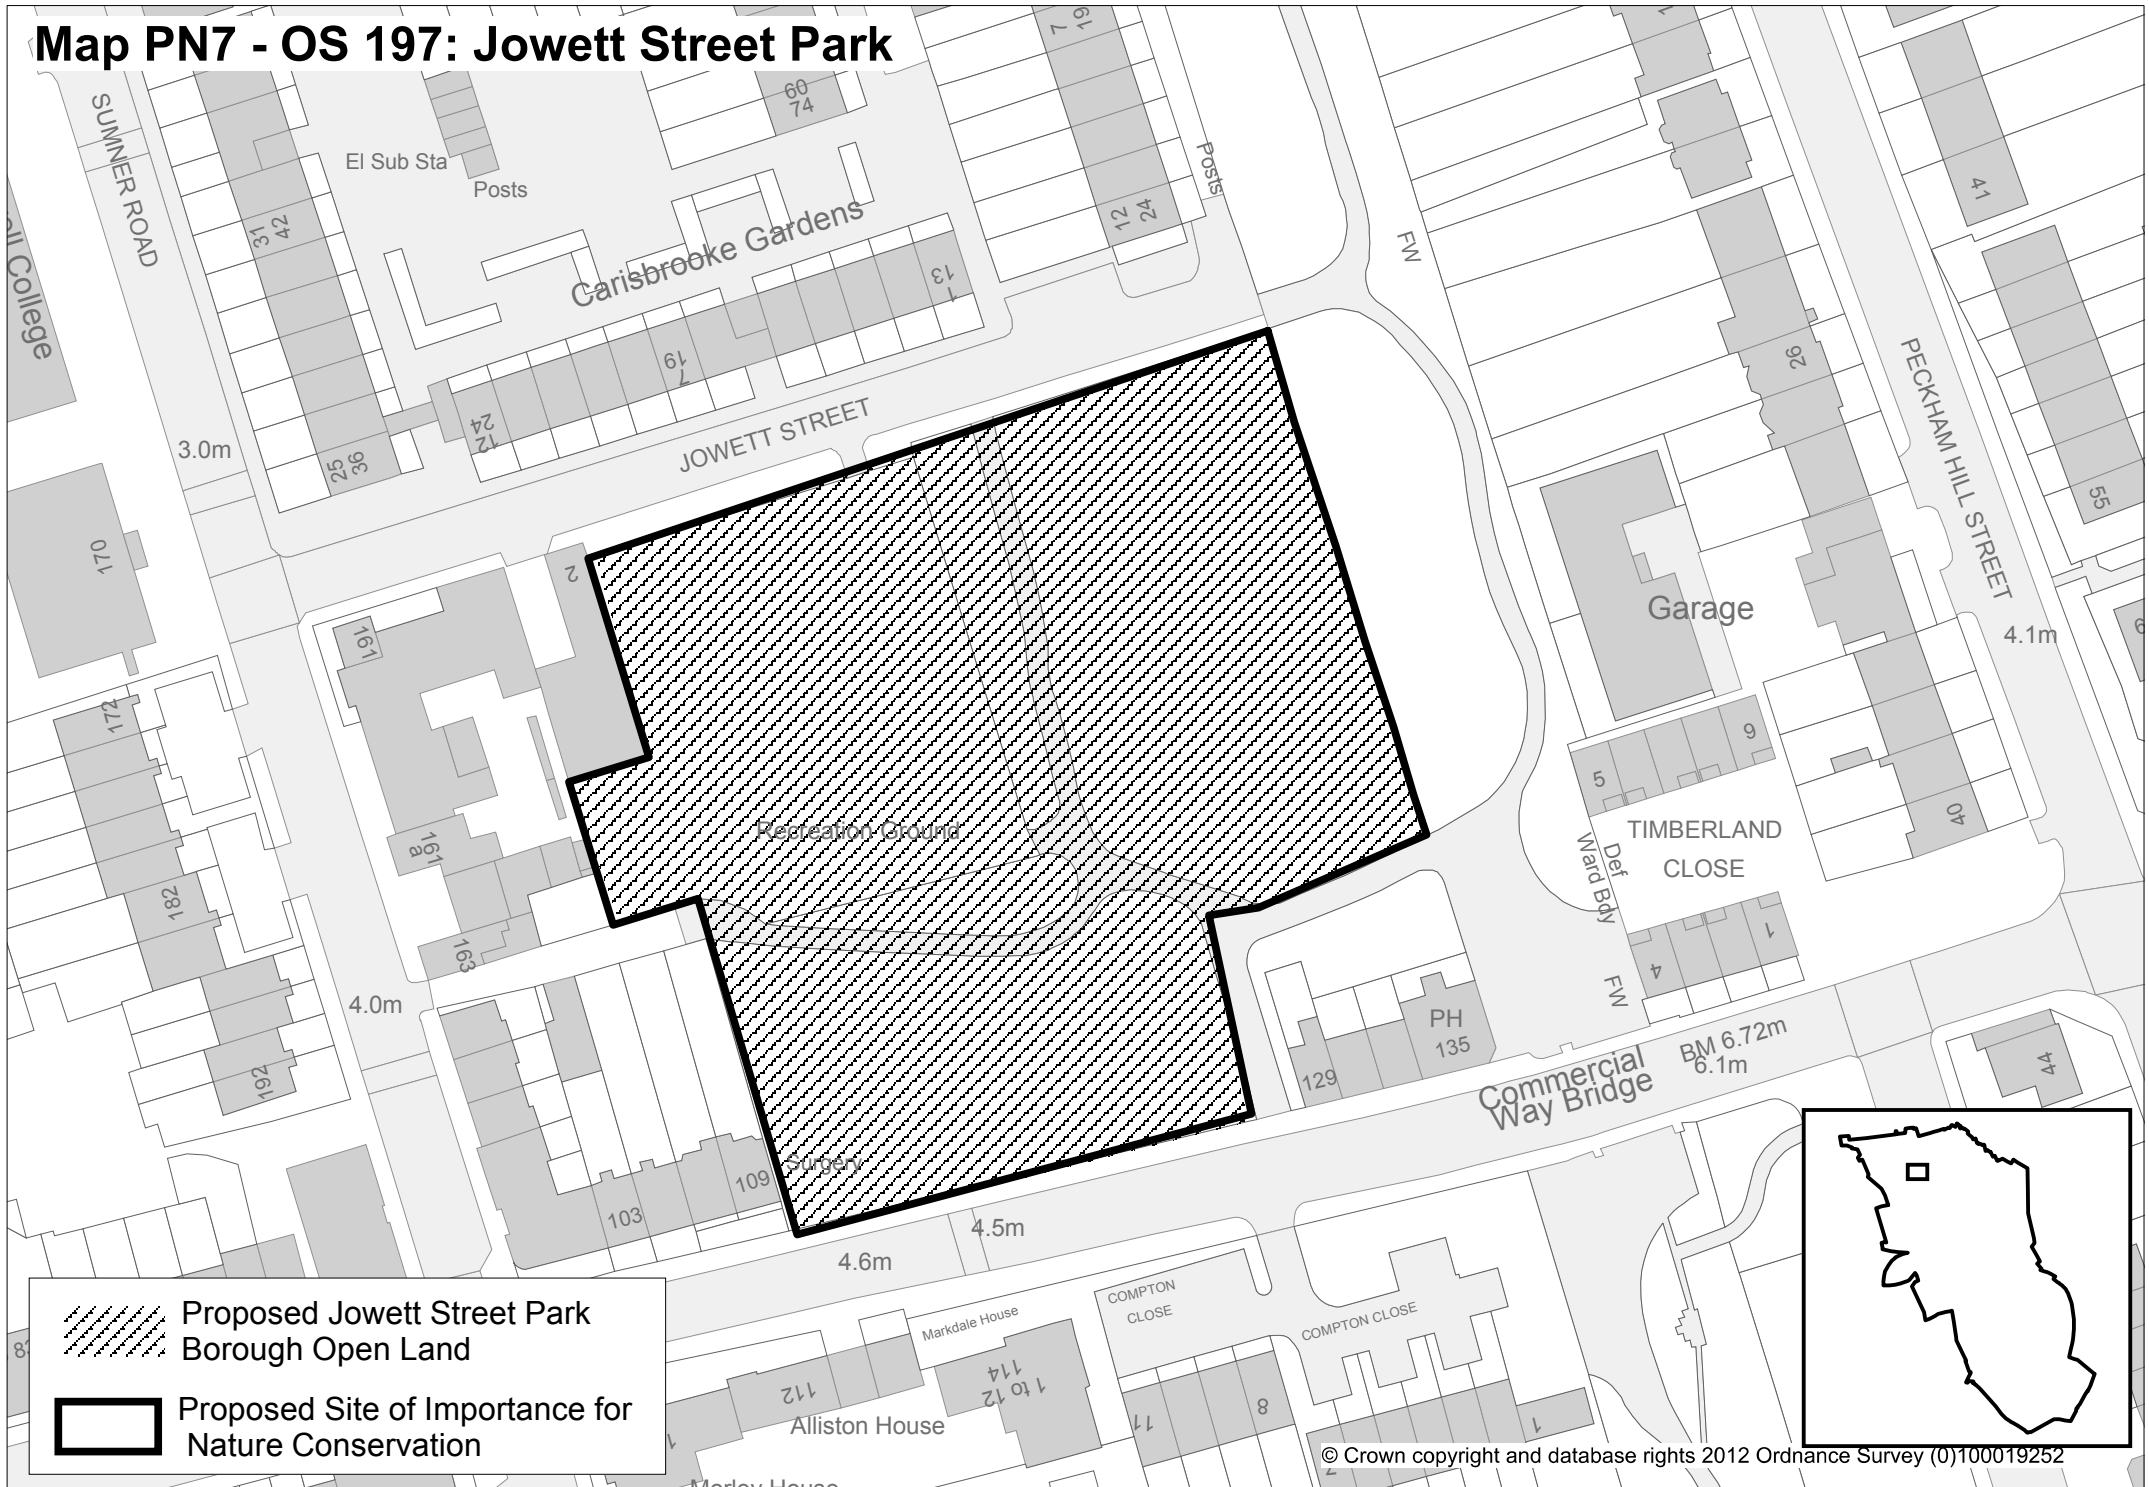 Map PN7 - OS 197: Jowett Street Park
19
7
1
60
74
SUMNER ROAD
El Sub Sta
Posts
Posts
41
31
42
12
24
Carisbrooke Gardens
FW
College
13
1
26
PECKHAM HILL STREET
19
7
24
12
JOWETT STREET
3.0m
25
36
55
170
2
Garage
161
4.1m
172
6
5
Recreation Ground
TIMBERLAND
CLOSE
40
161
a
Def
Ward Bdy
182
163
1
4
FW
4.0m
PH
135
129
BM 6.72m
6.1m
Commercial
Way Bridge
44
192
Surgery
109
103
4.5m
4.6m
COMPTON
CLOSE
Markdale House
COMPTON CLOSE
Proposed Jowett Street Park
Borough Open Land
114
1 to 12
112
8
11
1
Alliston House
Proposed Site of Importance for
Nature Conservation
© Crown copyright and database rights 2012 Ordnance Survey (0)100019252